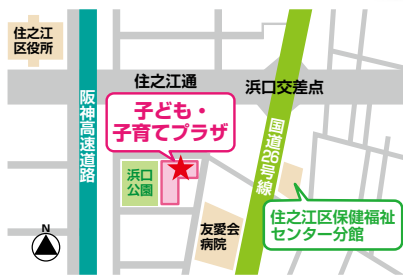 住之江
区役所
住之江通
浜口交差点
阪神高速道路
子ども・
子育てプラザ
国道26号線
浜口
公園
友愛会
病院
住之江区保健福祉
センター分館
N